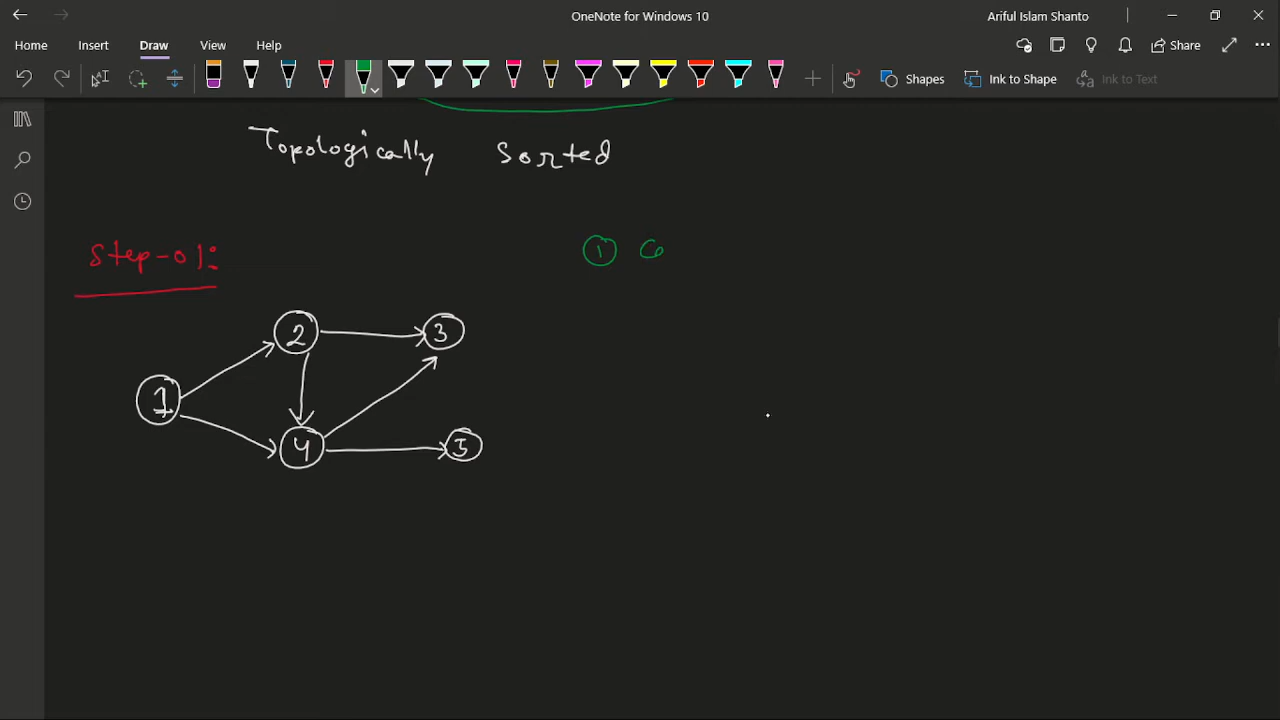 OneNote for Windows 10
Ariful Islam Shanto
Home Insert Draw View Help
Share
Shapes
Ink to Shape
Ink to Text
Topologically Sorted
Step-01:
① Co
2 3
1
4 5